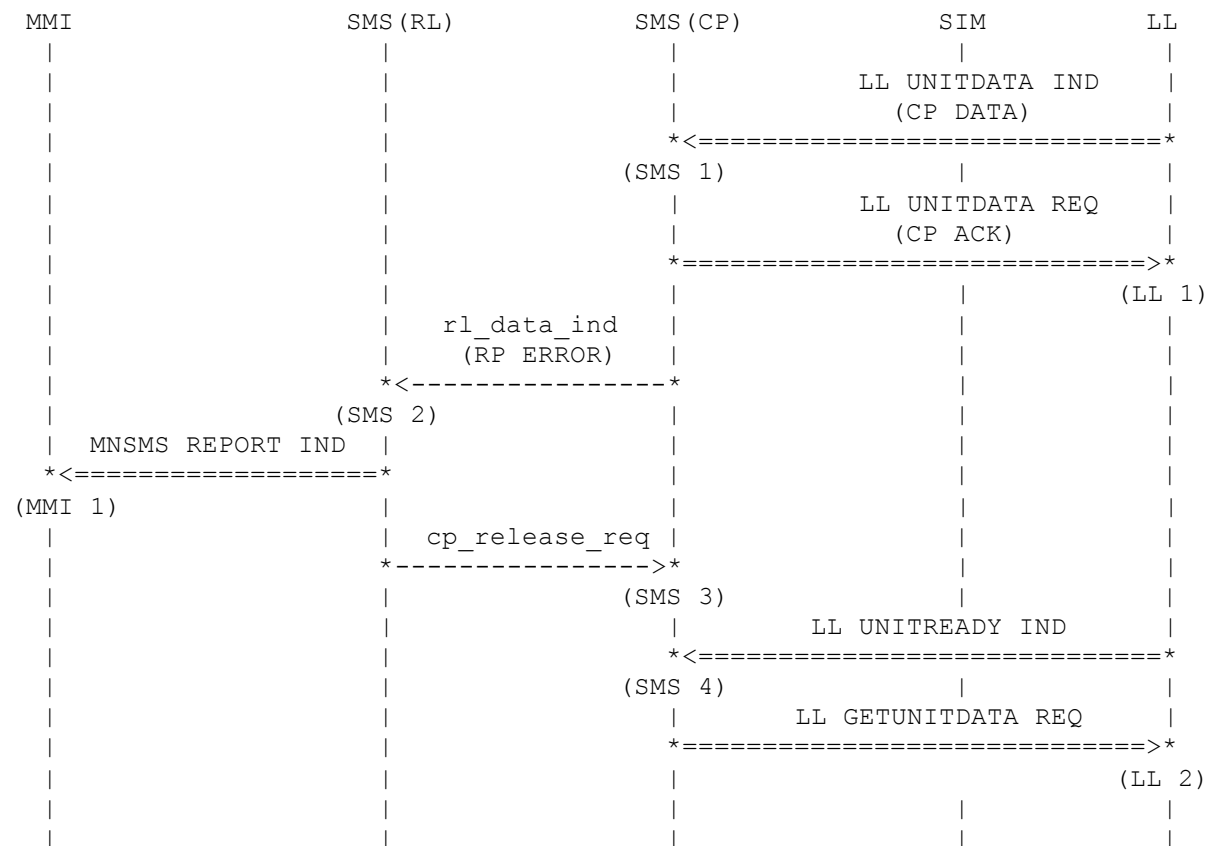 MMI SMS(RL) SMS(CP) SIM LL
LL UNITDATA IND
(CP DATA)
(SMS 1)
LL UNITDATA REQ
(CP ACK)
(LL 1)
rl_data_ind
(RP ERROR)
(SMS 2)
MNSMS REPORT IND
(MMI 1)
cp_release_req
(SMS 3)
LL UNITREADY IND
(SMS 4)
LL GETUNITDATA REQ
(LL 2)